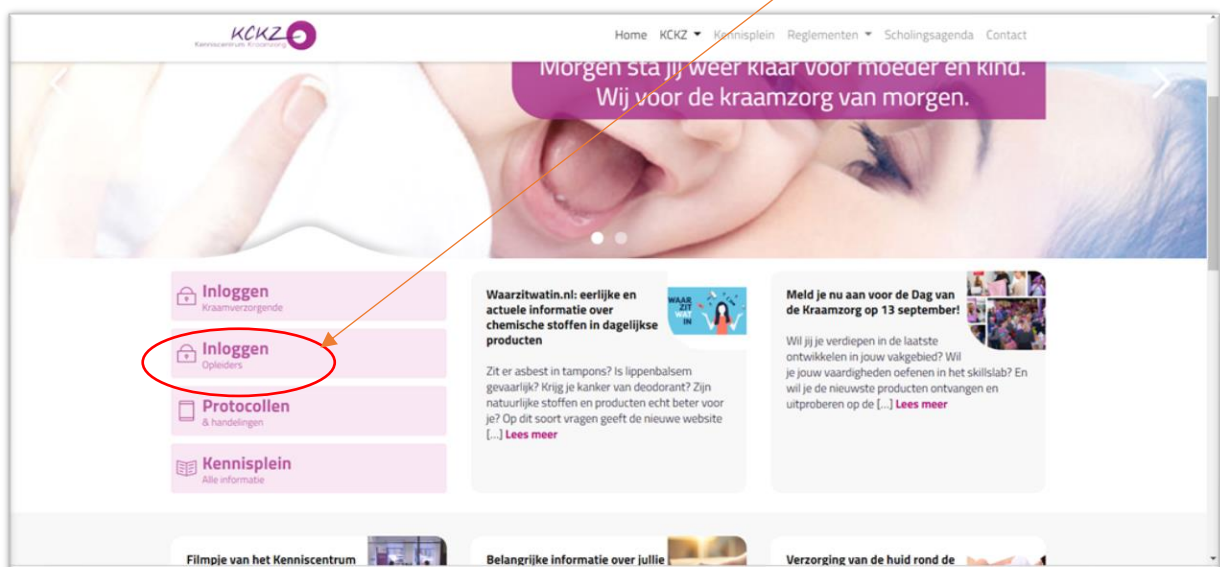 KCKZ
Kenniscentrum Kraamzorg
Home KCKZ Kennisplein Reglementen Scholingsagenda Contact
Morgen sta jij weer klaar voor moeder en kind.
Wij voor de kraamzorg van morgen.
Inloggen
Kraamverzorgende
Inloggen
Opleiders
Protocollen
& handelingen
Kennisplein
Alle informatie
Waarzitwatin.nl: eerlijke en
actuele informatie over
chemische stoffen in dagelijkse
producten
WAAR
ZIT
WAT
IN
Zit er asbest in tampons? Is lippenbalsem
gevaarlijk? Krijg je kanker van deodorant? Zijn
natuurlijke stoffen en producten echt beter voor
je? Op dit soort vragen geeft de nieuwe website
[...] Lees meer
Meld je nu aan voor de Dag van
de Kraamzorg op 13 september!
Wil jij je verdiepen in de laatste
ontwikkelen in jouw vakgebied? Wil
je jouw vaardigheden oefenen in het skillslab? En
wil je de nieuwste producten ontvangen en
uitproberen op de [...] Lees meer
Filmpje van het Kenniscentrum
Belangrijke informatie over jullie
Verzorging van de huid rond de